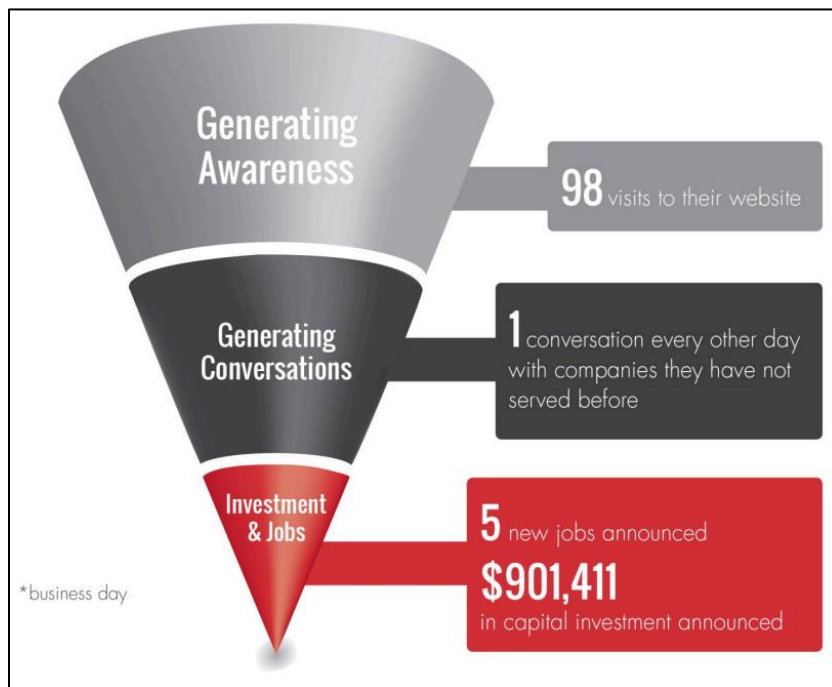 Generating
Awareness
98 visits to their website
Generating
Conversations
1 conversation every other day
with companies they have not
served before
Investment
& Jobs
5 new jobs announced
$901,411
in capital investment announced
*business day